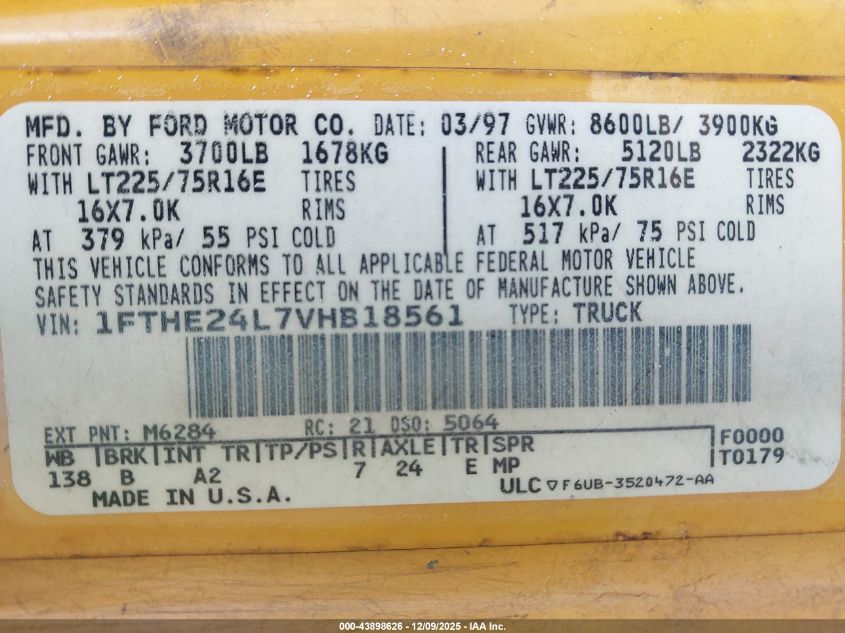 MFD. BY FORD MOTOR CO. DATE: 03/97 GVWR: 8600LB/ 3900KG
FRONT GAWR: 3700LB 1678KG REAR GAWR: 5120LB 2322KG
WITH LT225/75R16E TIRES WITH LT225/75R16E TIRES
16X7.0K RIMS 16X7.0K RIMS
AT 379 kPa/ 55 PSI COLD AT 517 kPa/ 75 PSI COLD
THIS VEHICLE CONFORMS TO ALL APPLICABLE FEDERAL MOTOR VEHICLE
SAFETY STANDARDS IN EFFECT ON THE DATE OF MANUFACTURE SHOWN ABOVE.
VIN: 1FTHE24L7VHB18561 TYPE: TRUCK
EXT PNT: M6284 RC: 21 DSO: 5064
WB |BRK|INT TR|TP/PS|R|AXLE|TR|SPR F0000
138 B A2 7 24 E MP T0179
MADE IN U.S.A. ULC ▽ F6UB-3520472-AA
000-43898626 - 12/09/2025 - IAA Inc.